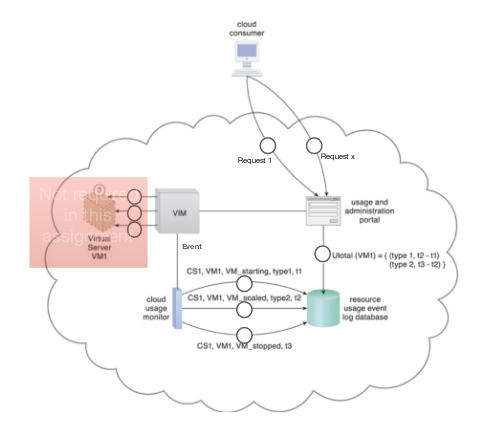 cloud
consumer
Request 1
Request x
Not required
in this
assignment
3
Virtual
Server
VM1
VIM
usage and
administration
portal
Event
Utotal (VM1) = { (type 1, t2 - t1)
(type 2, t3 - t2) }
CS1, VM1, VM_starting, type1, t1
cloud
usage
monitor
CS1, VM1, VM_scaled, type2, t2
resource
usage event
log database
CS1, VM1, VM_stopped, t3